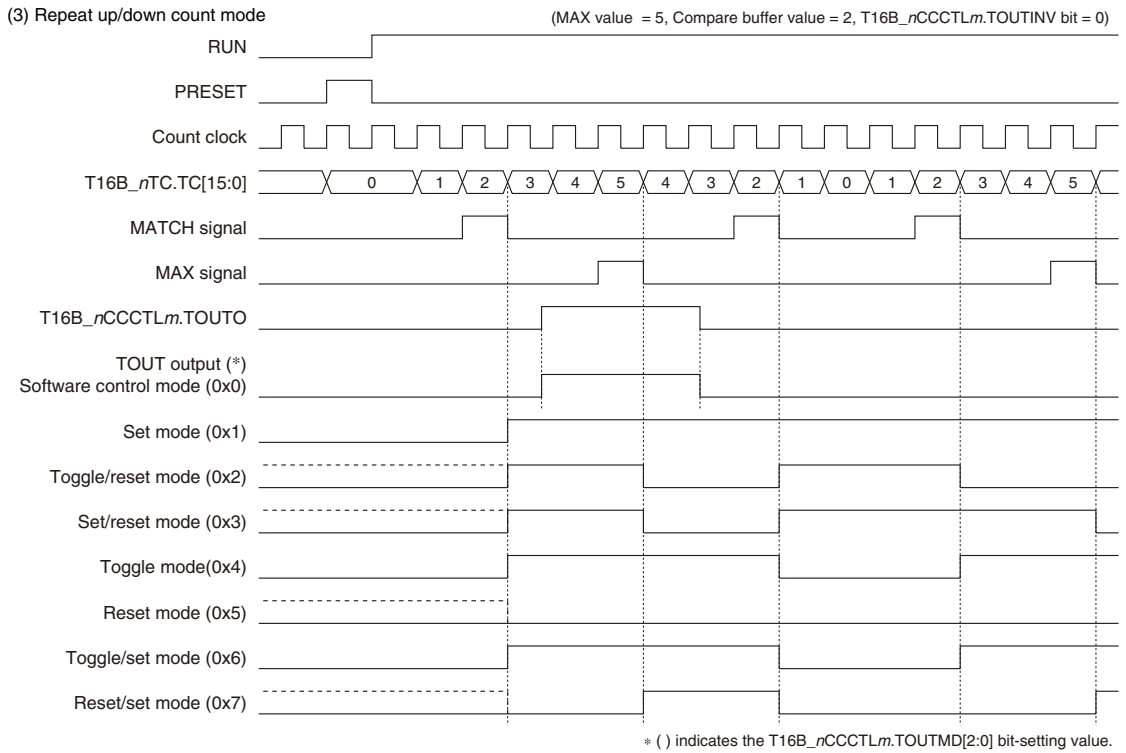 (3) Repeat up/down count mode
(MAX value = 5, Compare buffer value = 2, T16B_nCCCTLm.TOUTINV bit = 0)
RUN
PRESET
Count clock
T16B_nTC.TC[15:0] 0 1 2 3 4 5 4 3 2 1 0 1 2 3 4 5
MATCH signal
MAX signal
T16B_nCCCTLm.TOUTO
TOUT output (*)
Software control mode (0x0)
Set mode (0x1)
Toggle/reset mode (0x2)
Set/reset mode (0x3)
Toggle mode(0x4)
Reset mode (0x5)
Toggle/set mode (0x6)
Reset/set mode (0x7)
* ( ) indicates the T16B_nCCCTLm.TOUTMD[2:0] bit-setting value.